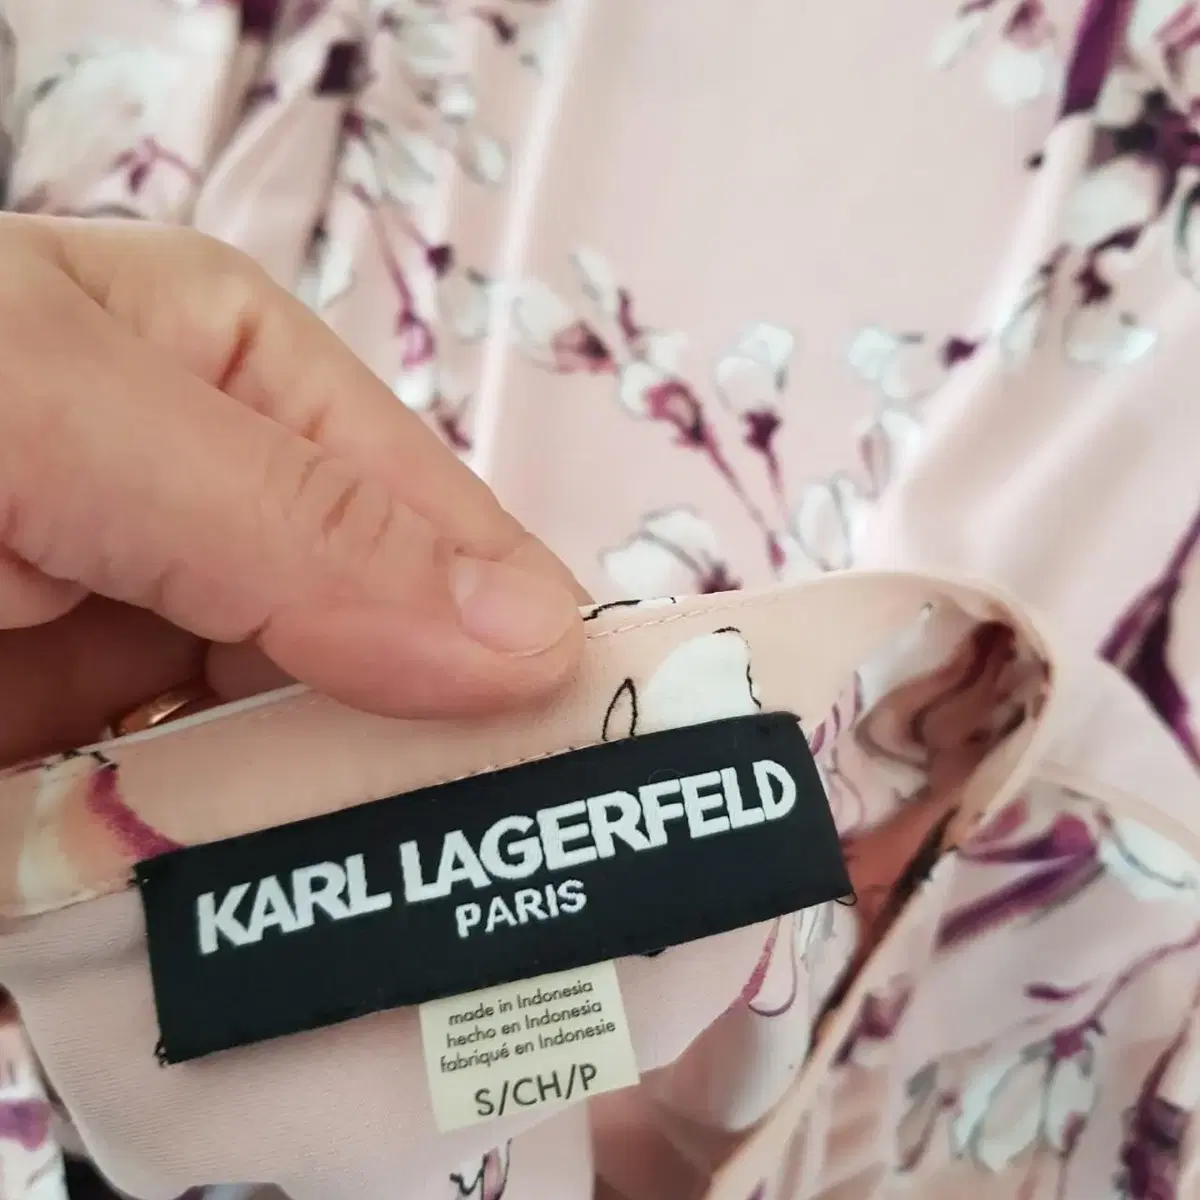 KARL LAGERFELD
PARIS
made in Indonesia
hecho en Indonesia
fabriqué en Indonesie
S/CH/P